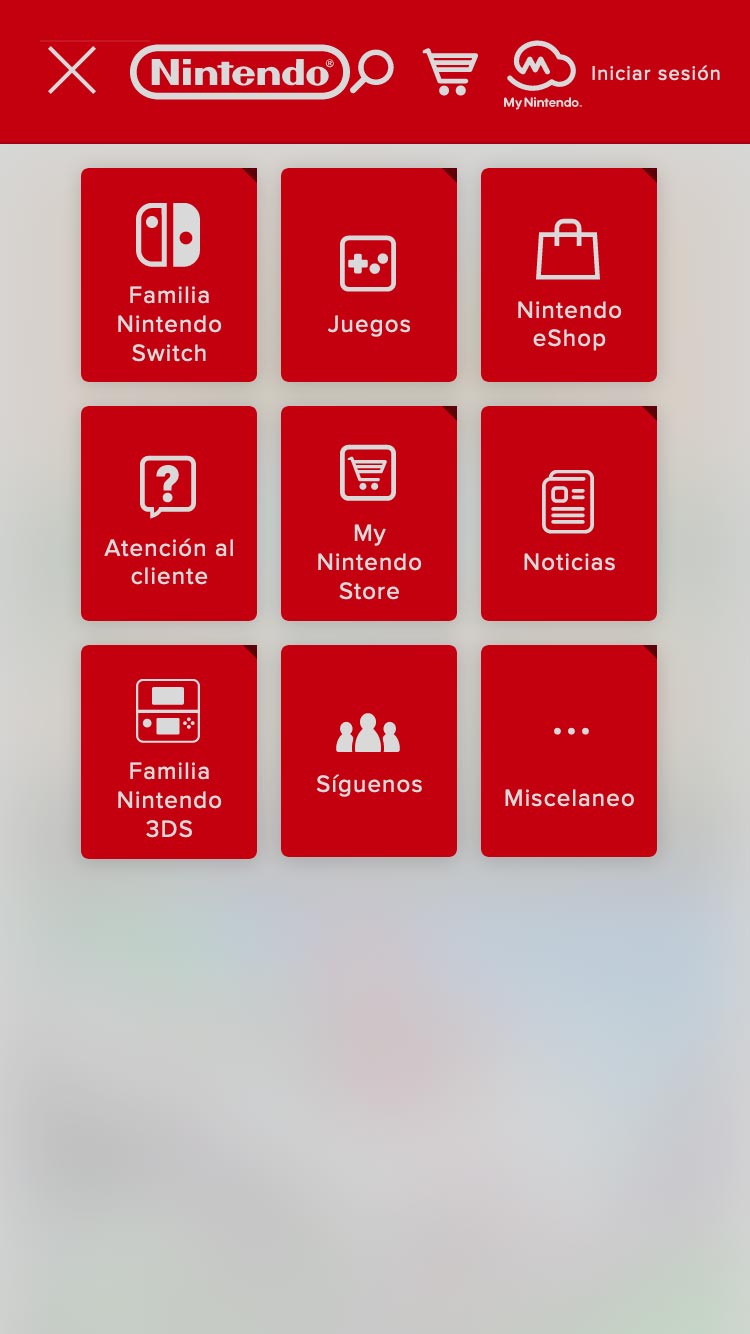 Nintendo®
My Nintendo.
Iniciar sesión
Familia
Nintendo
Switch
Juegos
Nintendo
eShop
Atención al
cliente
My
Nintendo
Store
Noticias
Familia
Nintendo
3DS
Síguenos
...
Miscelaneo